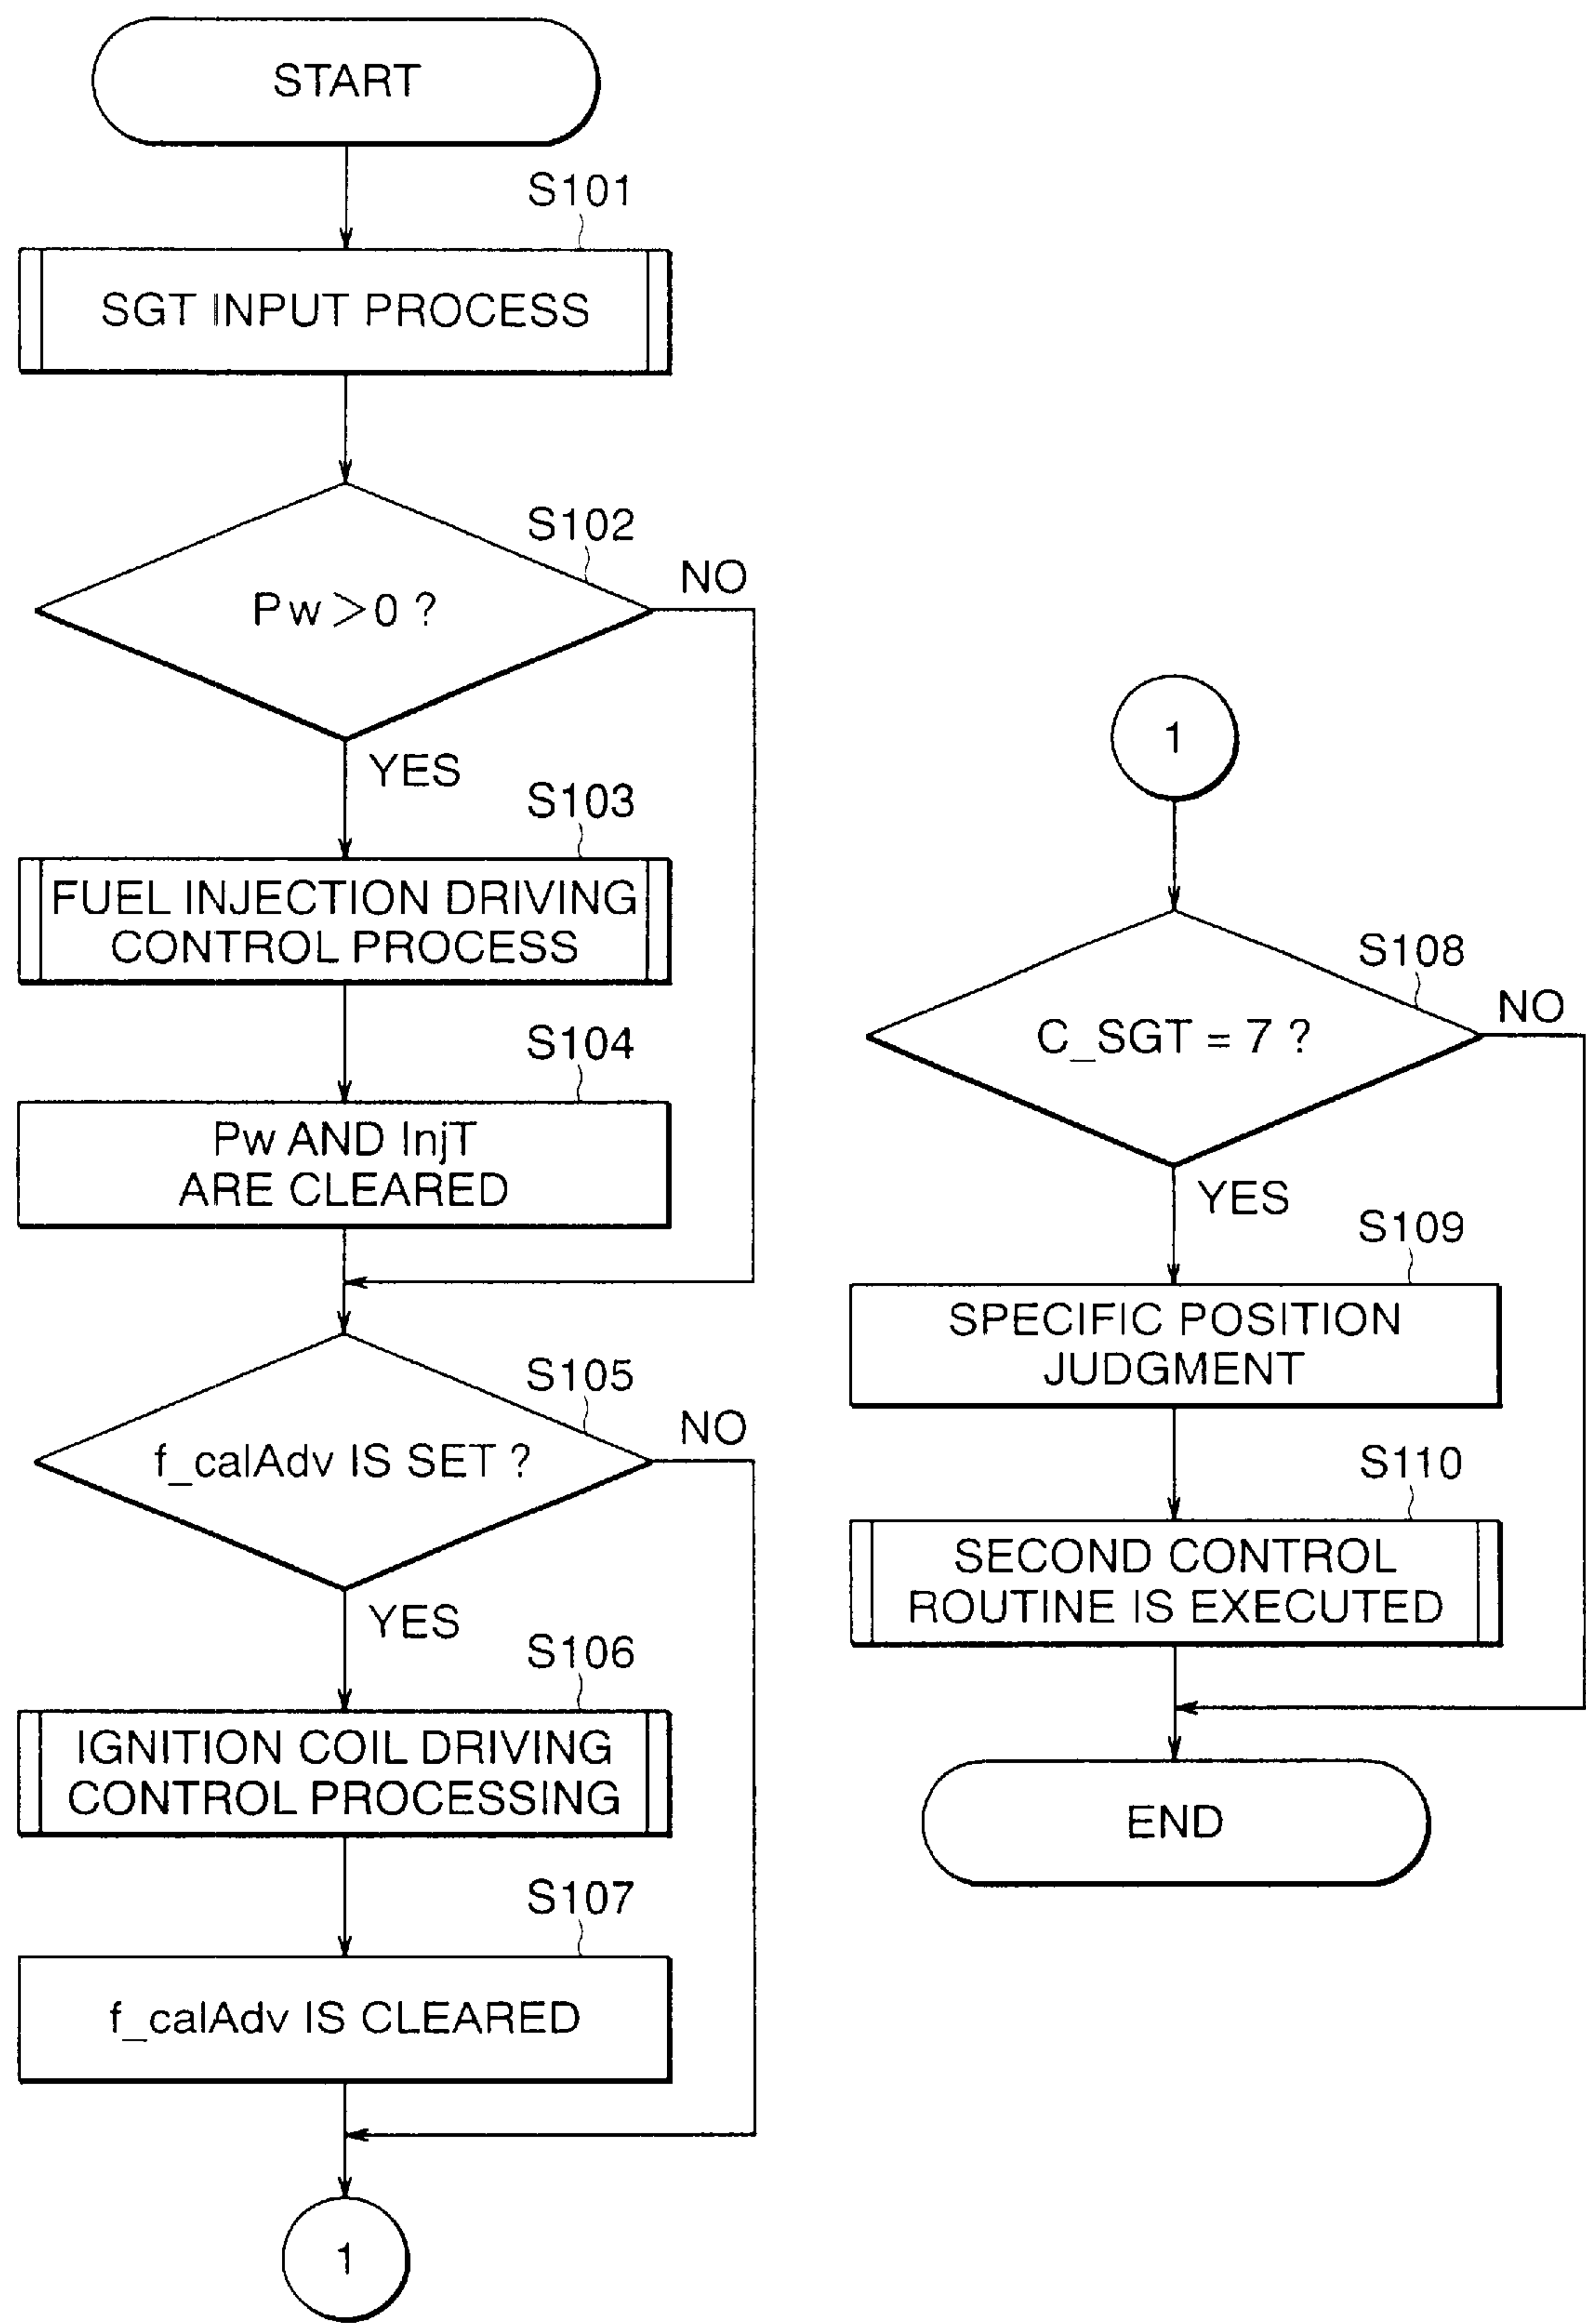 START
S101
SGT INPUT PROCESS
S102
Pw>0 ?
NO
YES
S103
FUEL INJECTION DRIVING
CONTROL PROCESS
S104
Pw AND InjT
ARE CLEARED
S105
f_calAdv IS SET ?
NO
YES
S106
IGNITION COIL DRIVING
CONTROL PROCESSING
S107
f_calAdv IS CLEARED
1
1
S108
C_SGT = 7 ?
NO
YES
S109
SPECIFIC POSITION
JUDGMENT
S110
SECOND CONTROL
ROUTINE IS EXECUTED
END